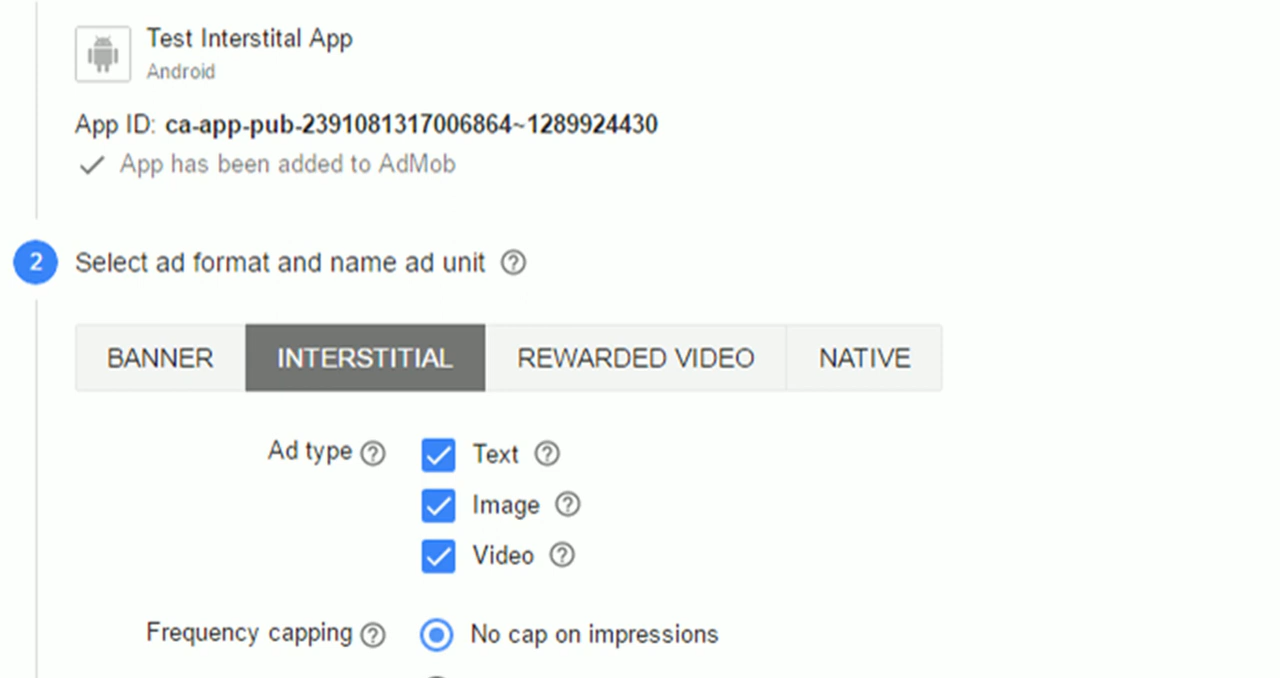 Test Interstital App
Android
App ID: ca-app-pub-2391081317006864~1289924430
App has been added to AdMob
2 Select ad format and name ad unit ?
BANNER INTERSTITIAL REWARDED VIDEO NATIVE
Ad type ? Text ?
Image ?
Video ?
Frequency capping ? No cap on impressions